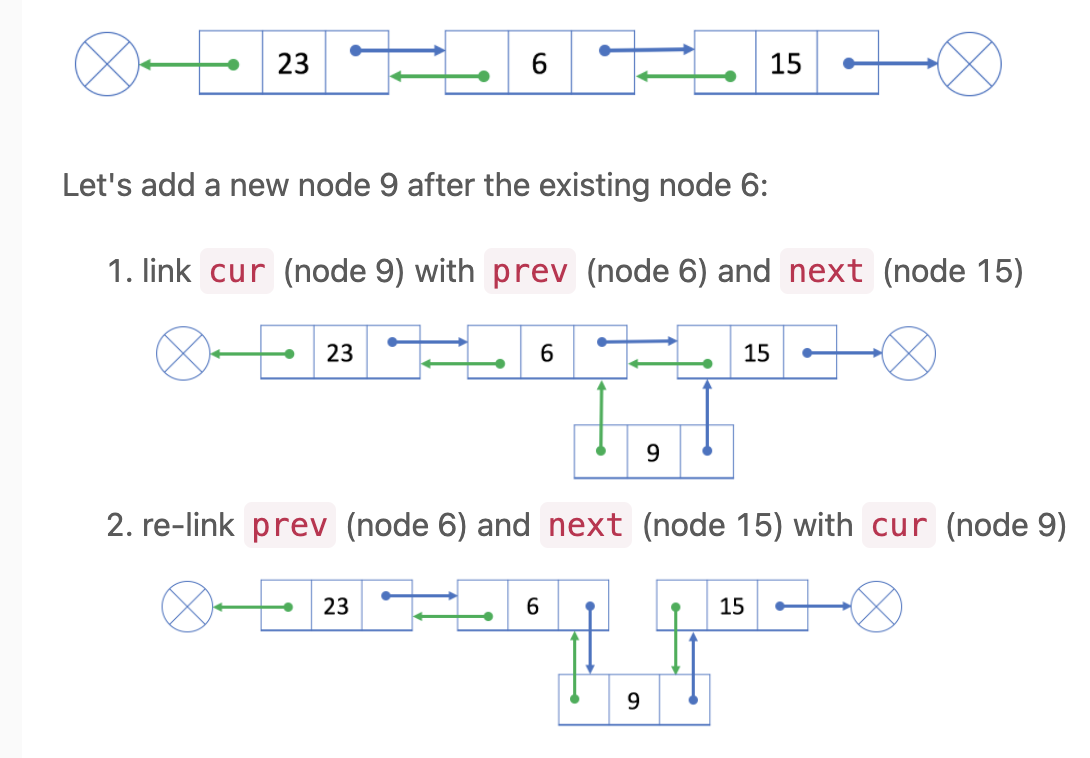 23 6 15
Let's add a new node 9 after the existing node 6:
1. link cur (node 9) with prev (node 6) and next (node 15)
23 6 15
9
2. re-link prev (node 6) and next (node 15) with cur (node 9)
23 6 15
9